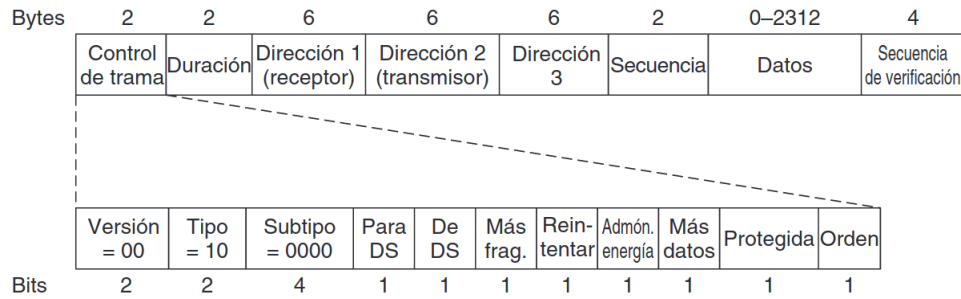 Bytes 2 2 6 6 6 2 0–2312 4
Control de trama
Duración
Dirección 1 (receptor)
Dirección 2 (transmisor)
Dirección 3
Secuencia
Datos
Secuencia de verificación
Versión = 00
Tipo = 10
Subtipo = 0000
Para DS
De DS
Más frag.
Rein- tentar
Admón. energía
Más datos
Protegida
Orden
Bits 2 2 4 1 1 1 1 1 1 1 1